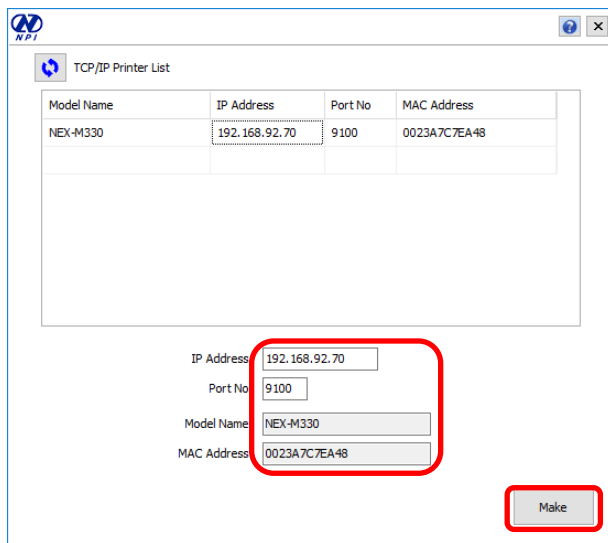 NPI
TCP/IP Printer List
Model Name IP Address Port No MAC Address
NEX-M330 192.168.92.70 9100 0023A7C7EA48
IP Address 192.168.92.70
Port No 9100
Model Name NEX-M330
MAC Address 0023A7C7EA48
Make